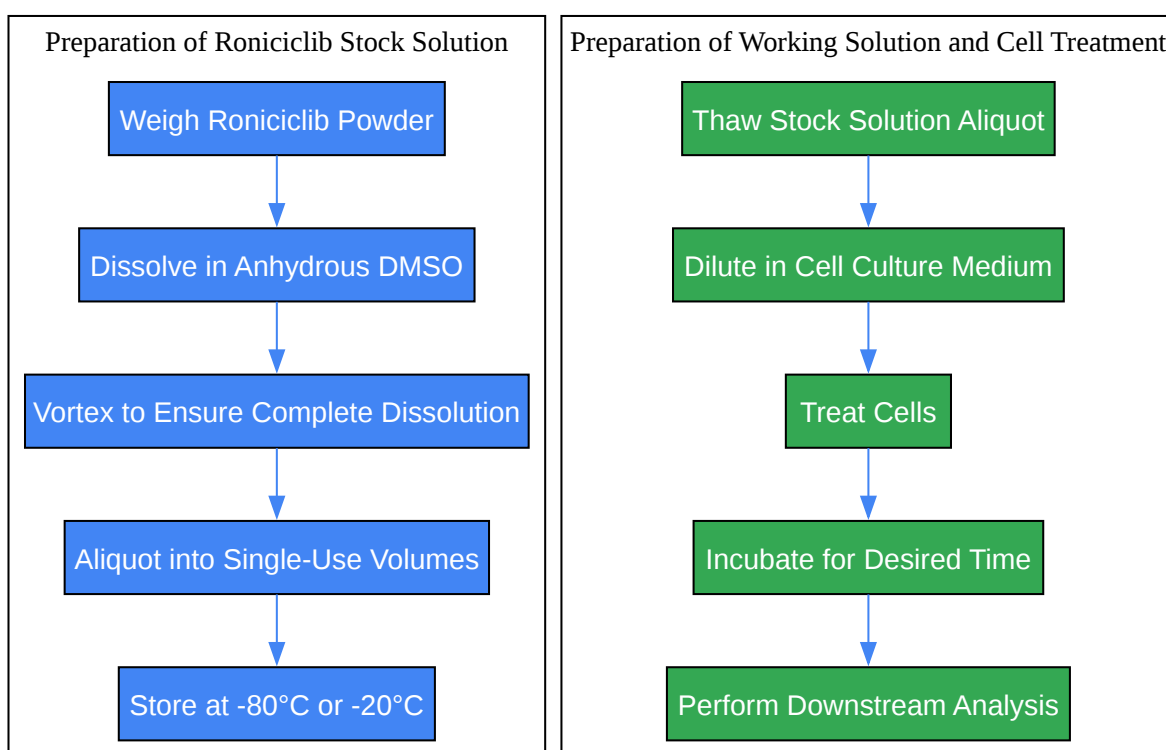 Preparation of Roniciclib Stock Solution
Weigh Roniciclib Powder
Dissolve in Anhydrous DMSO
Vortex to Ensure Complete Dissolution
Aliquot into Single-Use Volumes
Store at -80°C or -20°C
Preparation of Working Solution and Cell Treatment
Thaw Stock Solution Aliquot
Dilute in Cell Culture Medium
Treat Cells
Incubate for Desired Time
Perform Downstream Analysis